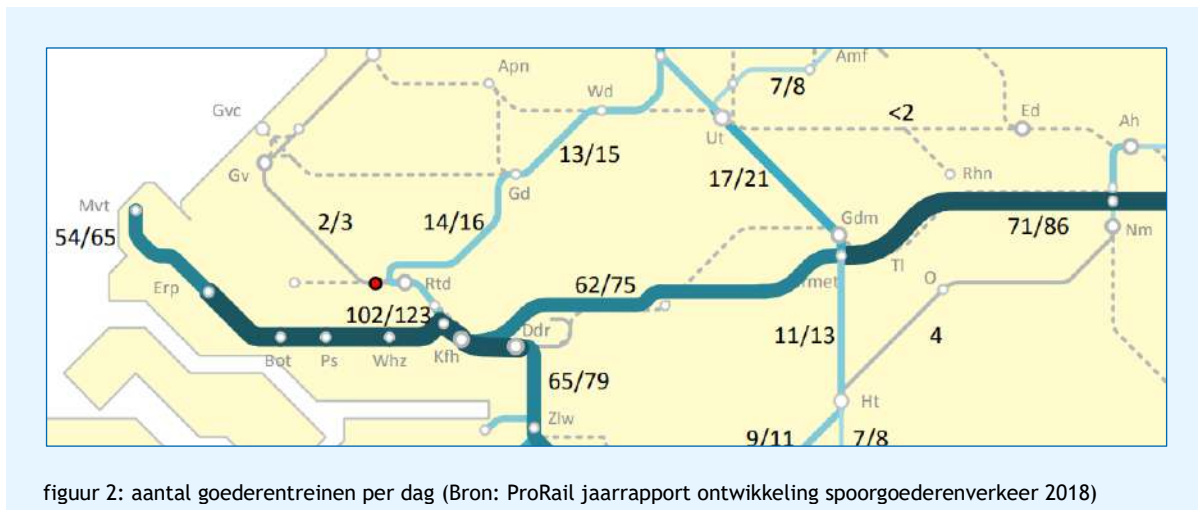 Apn
Wd
Amf
7/8
Gvc
Ut
<2
Ed
Ah
13/15
Gv
Gd
17/21
Rhn
Mvt
54/65
2/3
14/16
Gdm
71/86
Nm
Tl
Erp
Rtd
62/75
rmet
O
102/123
Ddr
11/13
4
Bot
Ps
Whz
Kfh
65/79
Zlw
Ht
9/11
7/8
figuur 2: aantal goederentreinen per dag (Bron: ProRail jaarrapport ontwikkeling spoorgoederenverkeer 2018)